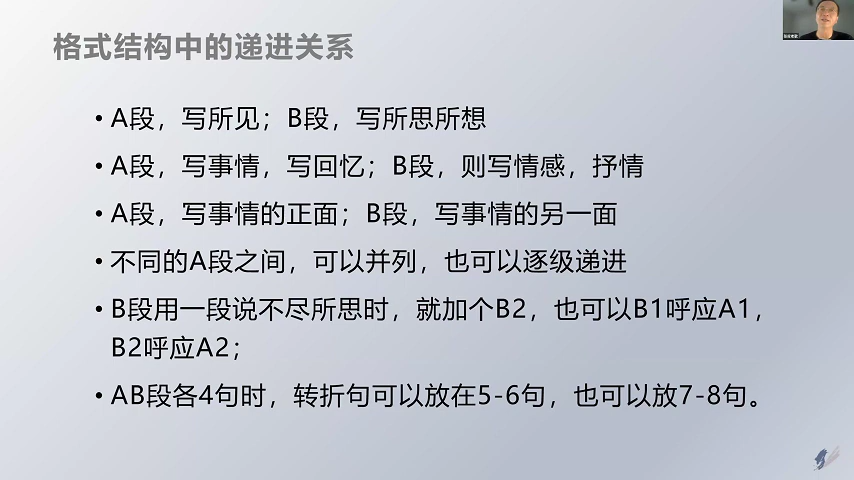 格式结构中的递进关系
• A段，写所见；B段，写所思所想
• A段，写事情，写回忆；B段，则写情感，抒情
• A段，写事情的正面；B段，写事情的另一面
• 不同的A段之间，可以并列，也可以逐级递进
• B段用一段说不尽所思时，就加个B2，也可以B1呼应A1，
B2呼应A2；
• AB段各4句时，转折句可以放在5-6句，也可以放7-8句。